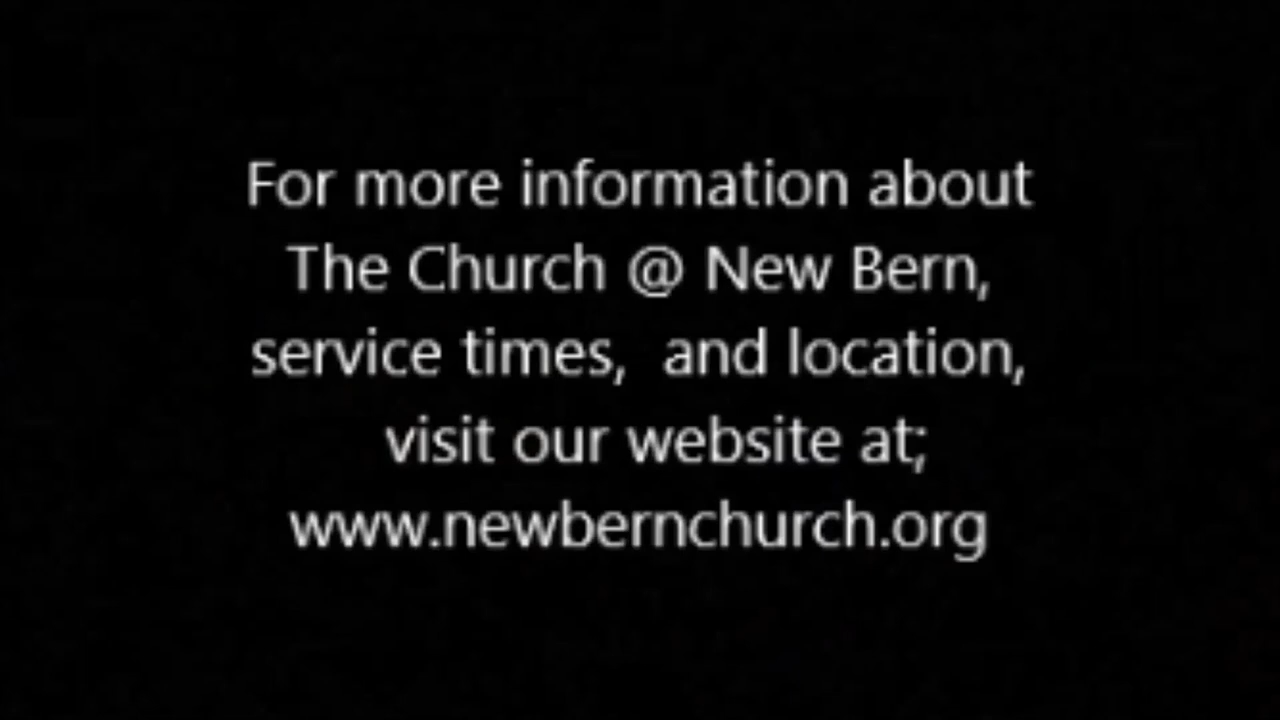 For more information about
The Church @ New Bern,
service times,  and location,
visit our website at;
www.newbernchurch.org